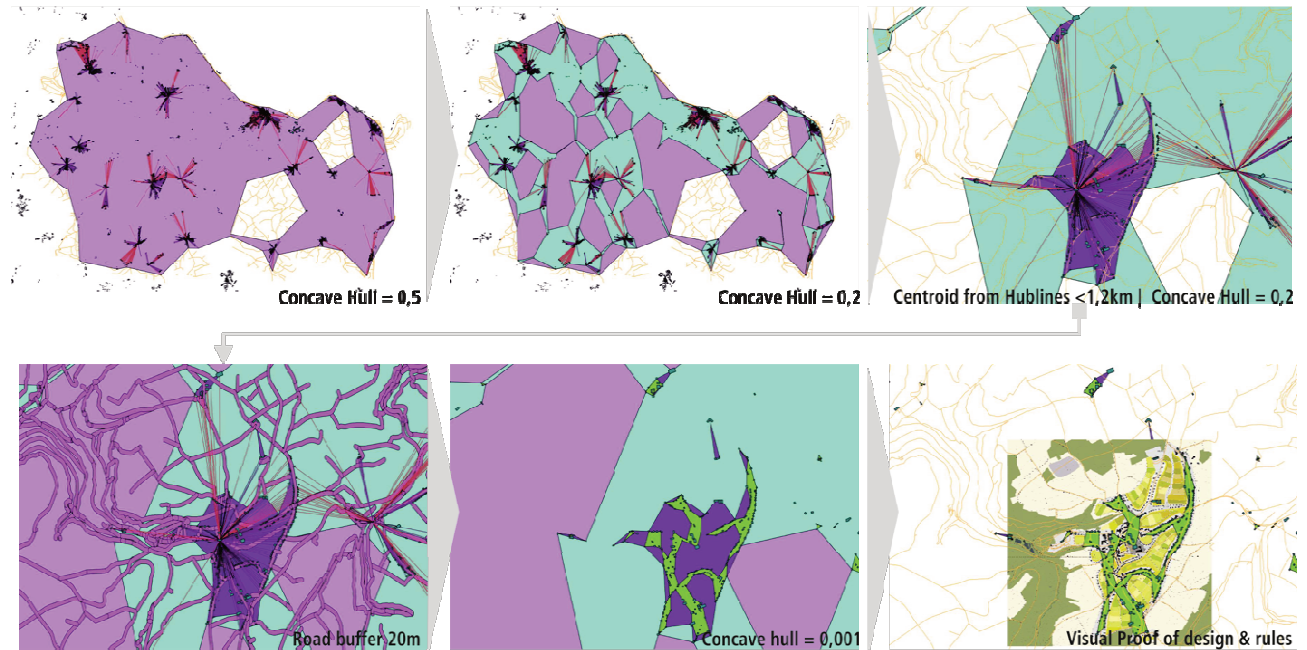 Concave Hull = 0,5
Concave Hull = 0,2
Centroid from Hublines <1,2km | Concave Hull = 0,2
Road buffer 20m
Concave hull = 0,001
Visual Proof of design & rules